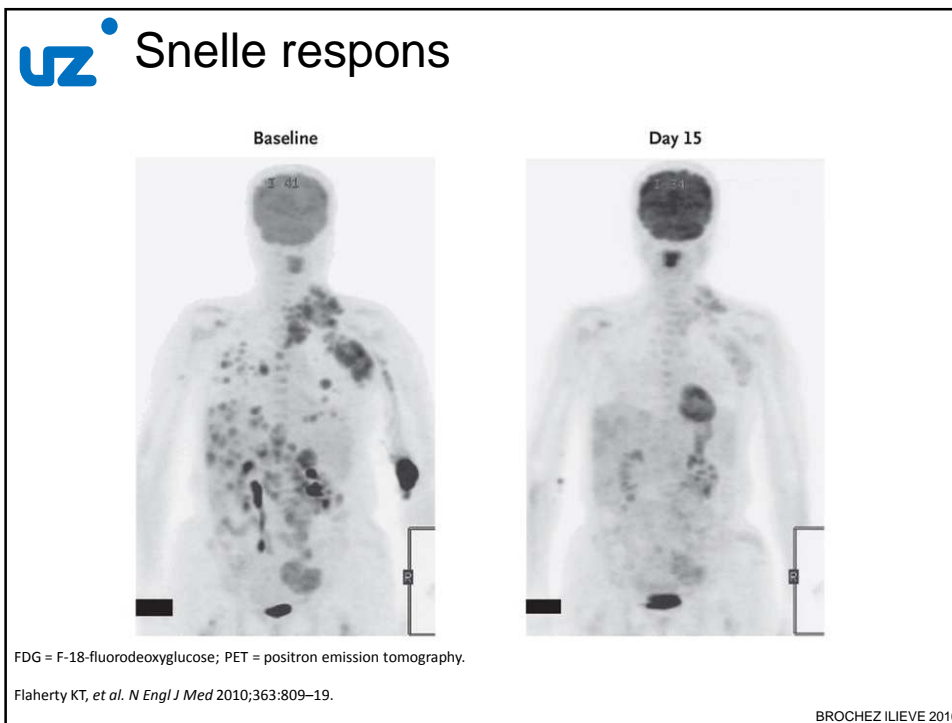 uz Snelle respons
Baseline Day 15
I 41
R
R
FDG = F-18-fluorodeoxyglucose; PET = positron emission tomography.
Flaherty KT, et al. N Engl J Med 2010;363:809–19.